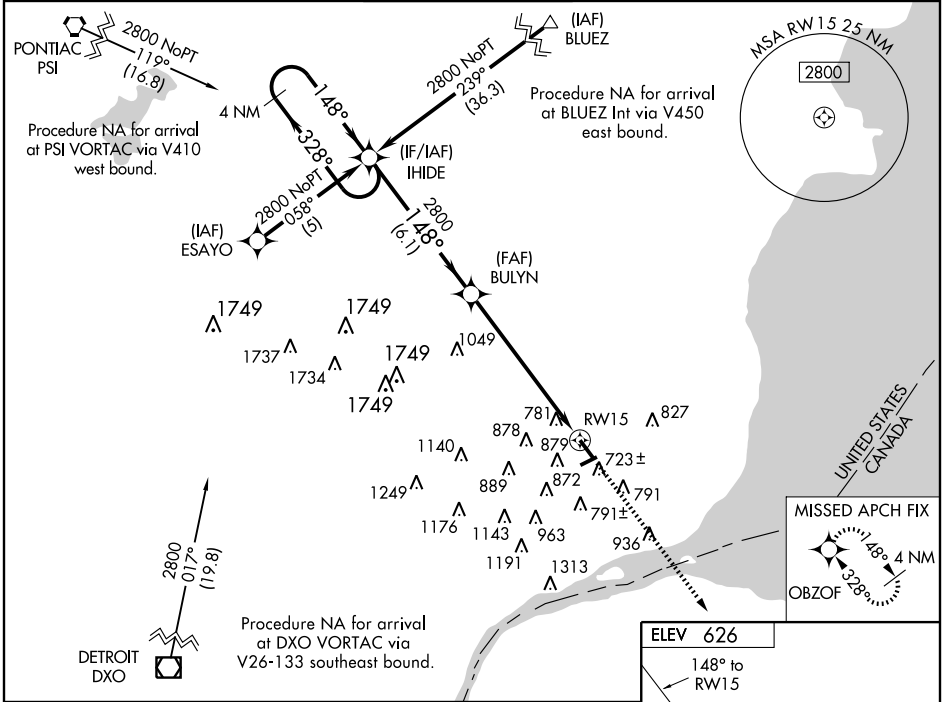 PONTIAC
PSI
2800 NoPT
119°
(16.8)
Procedure NA for arrival
at PSI VORTAC via V410
west bound.
4 NM
148°
328°
(IF/IAF)
IHIDE
2800 NoPT
239°
(36.3)
(IAF)
BLUEZ
Procedure NA for arrival
at BLUEZ Int via V450
east bound.
MSA RW15 25 NM
2800
2800 NoPT
058°
(5)
(IAF)
ESAYO
2800
148°
(6.1)
(FAF)
BULYN
1749
1749
1737
1734
1749
1749
1049
781
RW15
827
878
879
723±
1140
889
872
791
1249
791±
1176
1143
963
936
1191
1313
UNITED STATES
CANADA
MISSED APCH FIX
148°
4 NM
328°
OBZOF
2800
017°
(19.8)
DETROIT
DXO
Procedure NA for arrival
at DXO VORTAC via
V26-133 southeast bound.
ELEV 626
148° to
RW15